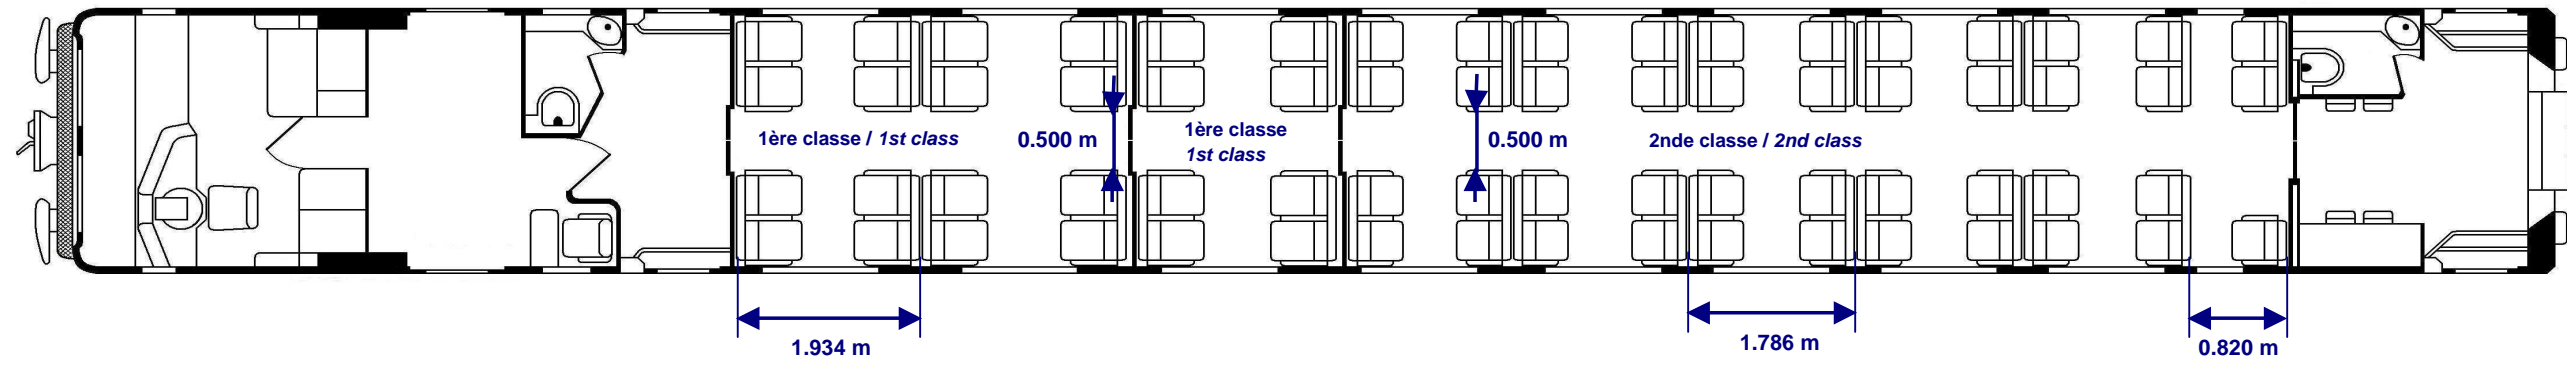 1ère classe / 1st class
0.500 m
1ère classe
1st class
0.500 m
2nde classe / 2nd class
1.934 m
1.786 m
0.820 m